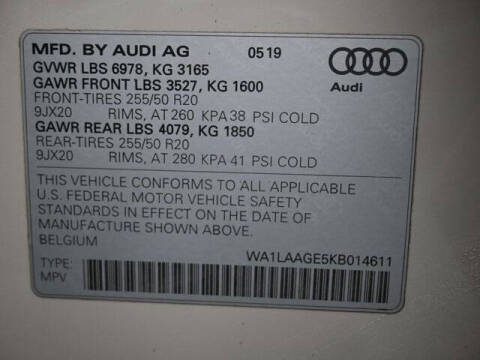 MFD. BY AUDI AG 05 19
GVWR LBS 6978, KG 3165
GAWR FRONT LBS 3527, KG 1600
FRONT-TIRES 255/50 R20
9JX20 RIMS, AT 260 KPA 38 PSI COLD
GAWR REAR LBS 4079, KG 1850
REAR-TIRES 255/50 R20
9JX20 RIMS, AT 280 KPA 41 PSI COLD
Audi
THIS VEHICLE CONFORMS TO ALL APPLICABLE
U.S. FEDERAL MOTOR VEHICLE SAFETY
STANDARDS IN EFFECT ON THE DATE OF
MANUFACTURE SHOWN ABOVE.
BELGIUM
WA1LAAGE5KB014611
TYPE:
MPV